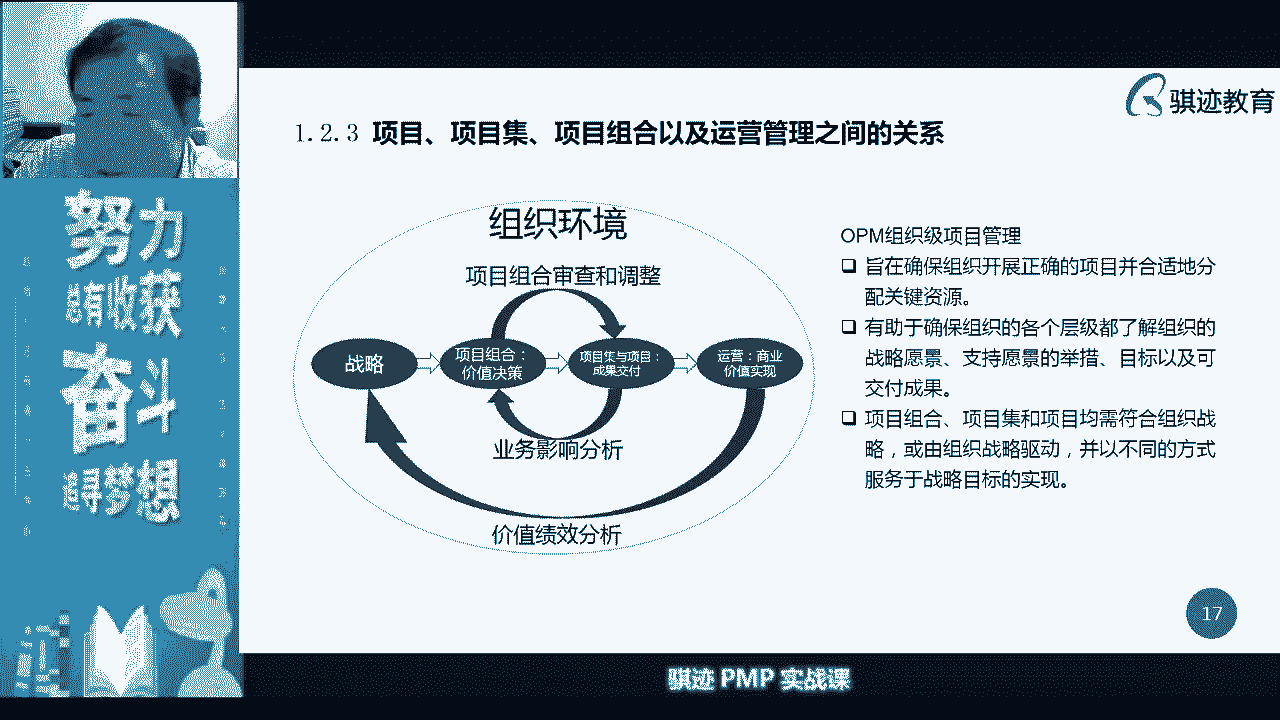 骐迹教育
1.2.3 项目、项目集、项目组合以及运营管理之间的关系
努力
总有收获
奋斗
追寻梦想
组织环境
项目组合审查和调整
战略
项目组合：
价值决策
项目集与项目：
成果交付
运营：商业
价值实现
业务影响分析
价值绩效分析
OPM组织级项目管理
旨在确保组织开展正确的项目并合适地分
配关键资源。
有助于确保组织的各个层级都了解组织的
战略愿景、支持愿景的举措、目标以及可
交付成果。
项目组合、项目集和项目均需符合组织战
略，或由组织战略驱动，并以不同的方式
服务于战略目标的实现。
17
骐迹 PMP 实战课